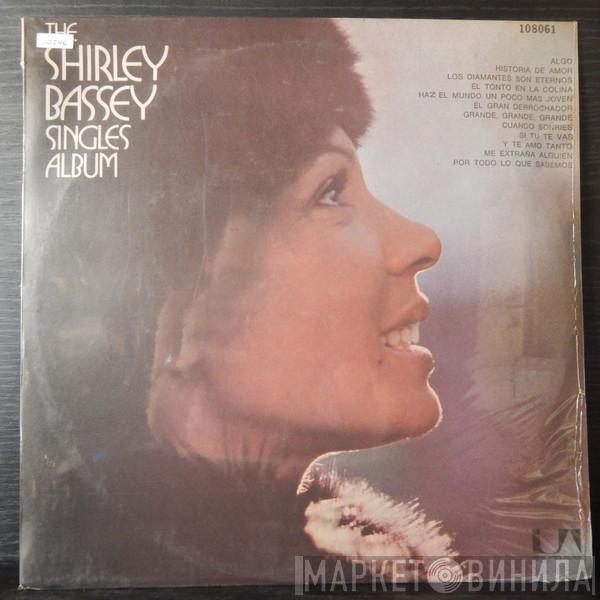 THE
SHIRLEY
BASSEY
SINGLES
ALBUM
108061
ALGO
HISTORIA DE AMOR
LOS DIAMANTES SON ETERNOS
EL TONTO EN LA COLINA
HAZ EL MUNDO UN POCO MAS JOVEN
EL GRAN DERROCHADOR
GRANDE, GRANDE, GRANDE
CUANDO SONRIES
SI TU TE VAS
Y TE AMO TANTO
ME EXTRAÑA ALGUIEN
POR TODO LO QUE SABEMOS
UA
МАРКЕТ ВИНИЛА